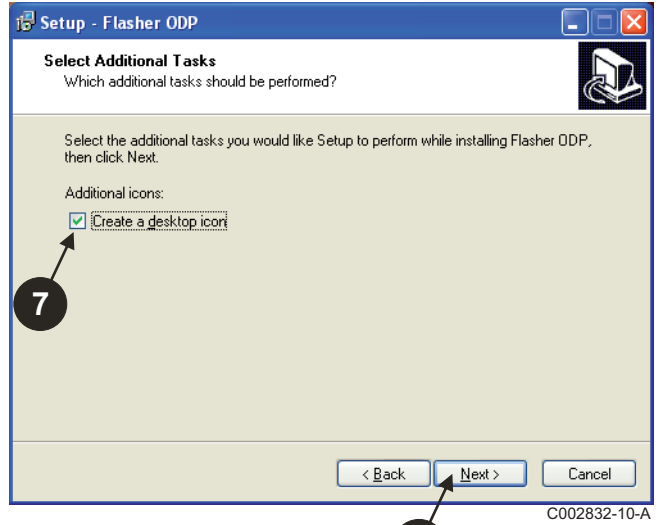 Setup - Flasher ODP
Select Additional Tasks
Which additional tasks should be performed?
Select the additional tasks you would like Setup to perform while installing Flasher ODP,
then click Next.
Additional icons:
Create a desktop icon
7
< Back
Next >
Cancel
C002832-10-A